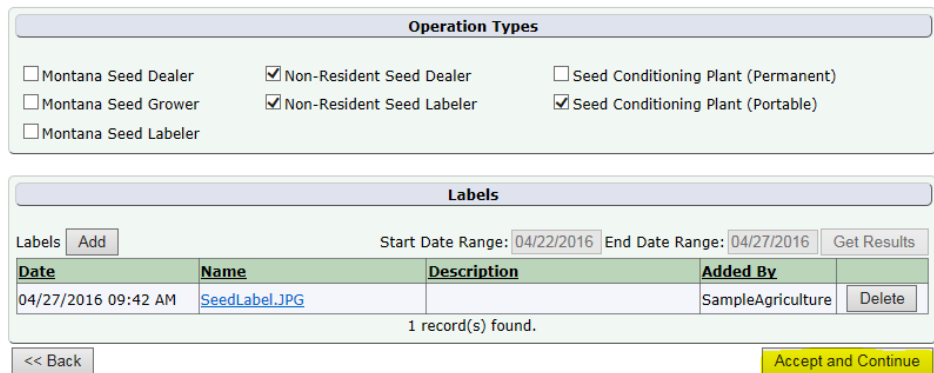 Operation Types
Montana Seed Dealer Non-Resident Seed Dealer Seed Conditioning Plant (Permanent)
Montana Seed Grower Non-Resident Seed Labeler Seed Conditioning Plant (Portable)
Montana Seed Labeler
Labels
Labels Add Start Date Range: 04/22/2016 End Date Range: 04/27/2016 Get Results
Date Name Description Added By
04/27/2016 09:42 AM SeedLabel.JPG SampleAgriculture Delete
1 record(s) found.
<< Back Accept and Continue